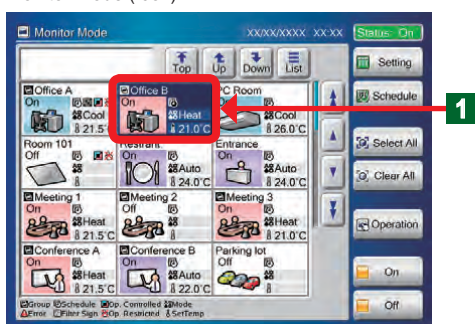 Monitor Mode XX/XX/XXXX XX:XX Status: On
Top Up Down List
Setting
Schedule
Select All
Clear All
Operation
On
Off
1
Office A Office B PC Room
On On On
Cool Heat Cool
21.5°C 21.0°C 26.0°C
Room 101 Restrant Entrance
Off On On
Auto Auto
24.0°C 24.0°C
Meeting 1 Meeting 2 Meeting 3
On Off On
Heat Heat
21.5°C 21.0°C
Conference A Conference B Parking lot
On On Off
Heat Auto
21.5°C 22.0°C
Group Schedule Op. Controlled Mode
Error Filter Sign Op. Restricted SetTemp